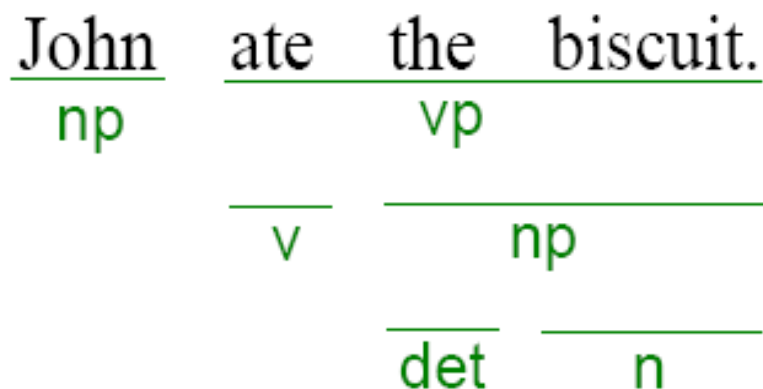 John ate the biscuit.
np vp
v np
det n